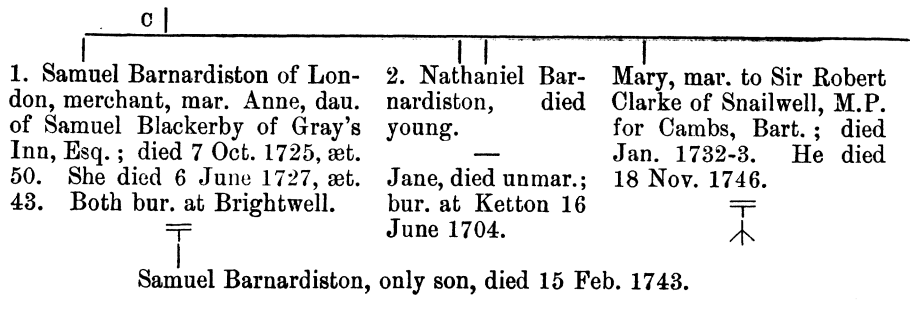 C
1. Samuel Barnardiston of Lon-
don, merchant, mar. Anne, dau.
of Samuel Blackerby of Gray's
Inn, Esq. ; died 7 Oct. 1725, æt.
50. She died 6 June 1727, æt.
43. Both bur. at Brightwell.
2. Nathaniel Bar-
nardiston, died
young.
Jane, died unmar. ;
bur. at Ketton 16
June 1704.
Mary, mar. to Sir Robert
Clarke of Snailwell, M.P.
for Cambs, Bart. ; died
Jan. 1732-3. He died
18 Nov. 1746.
Samuel Barnardiston, only son, died 15 Feb. 1743.